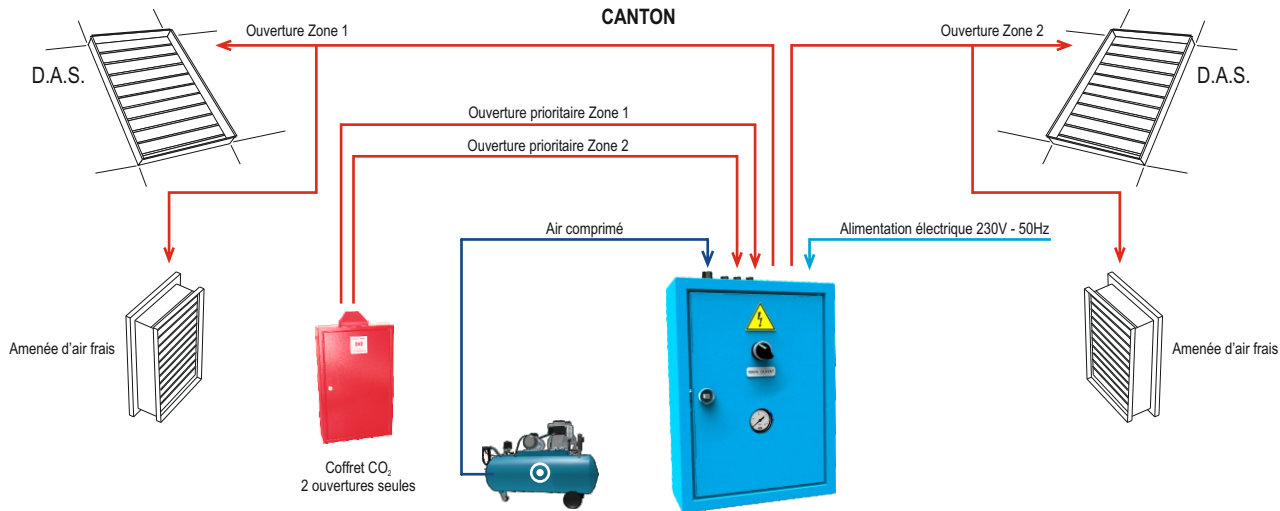 CANTON
Ouverture Zone 1
Ouverture Zone 2
D.A.S.
D.A.S.
Ouverture prioritaire Zone 1
Ouverture prioritaire Zone 2
Air comprimé
Alimentation électrique 230V - 50Hz
Amenée d'air frais
Amenée d'air frais
Coffret CO₂
2 ouvertures seules